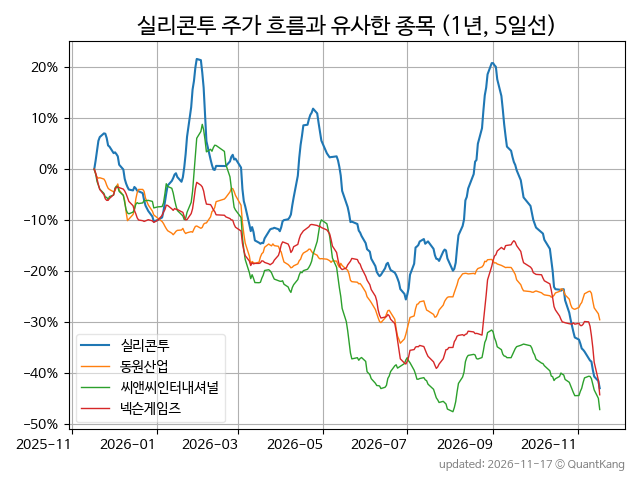 실리콘투 주가 흐름과 유사한 종목 (1년, 5일선)
20%
10%
0%
−10%
−20%
−30%
−40%
−50%
실리콘투
동원산업
씨앤씨인터내셔널
넥슨게임즈
2025-11 2026-01 2026-03 2026-05 2026-07 2026-09 2026-11
updated: 2026-11-17 © QuantKang